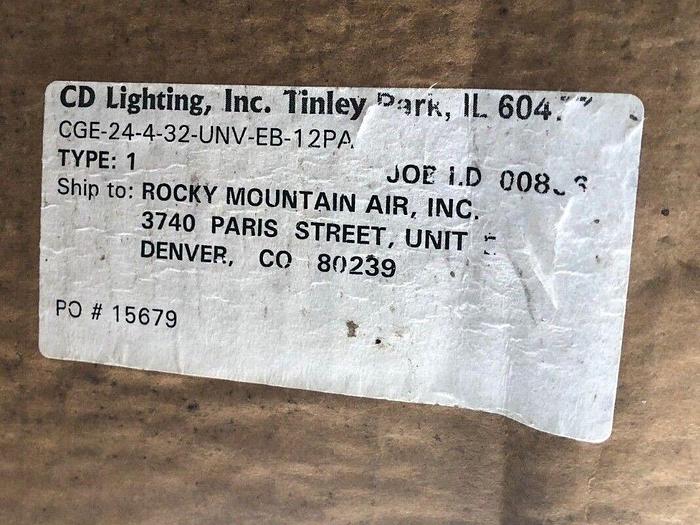 CD Lighting, Inc. Tinley Park, IL
CGE-24-4-32-UNV-EB-12PA
TYPE: 1
JOB I.D
Ship to: ROCKY MOUNTAIN AIR, INC.
3740 PARIS STREET, UNIT
DENVER, CO 80239
PO # 15679